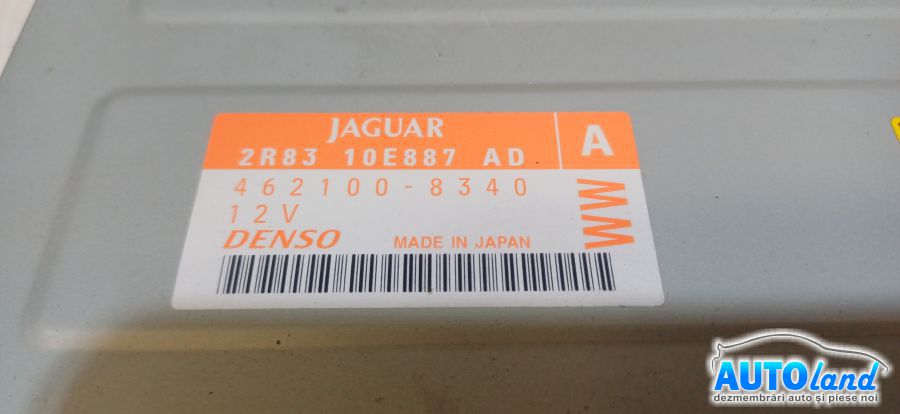 JAGUAR
2R83 10E887 AD
A
462100-8340
12V
WW
DENSO
MADE IN JAPAN
AUTOland
dezmembrări auto și piese noi